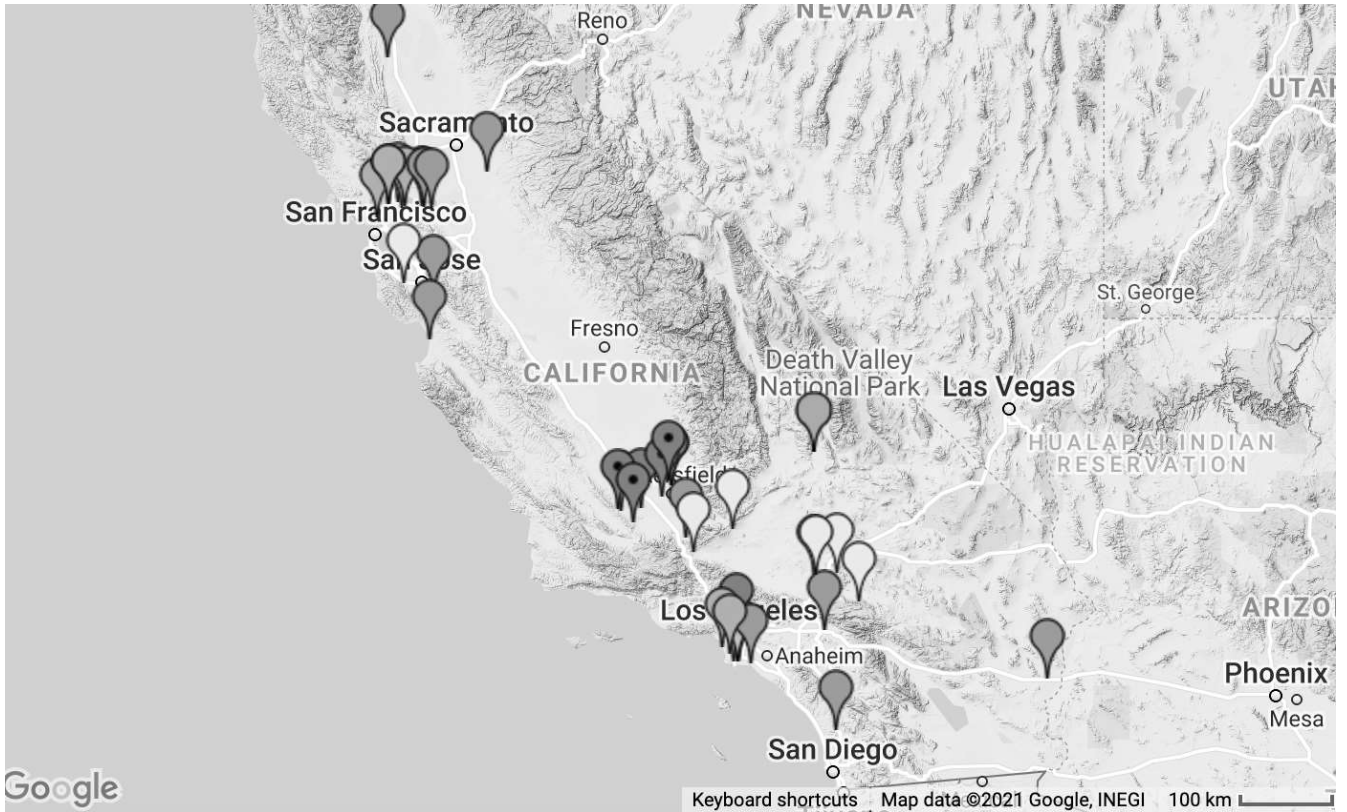 NEVADA
Reno
UTAH
Sacramento
San Francisco
San Jose
St. George
Fresno
Death Valley
National Park
CALIFORNIA
Las Vegas
HUALAPAI INDIAN
RESERVATION
Los Angeles
Anaheim
ARIZO
Phoenix
Mesa
San Diego
Google
Keyboard shortcuts Map data ©2021 Google, INEGI 100 km